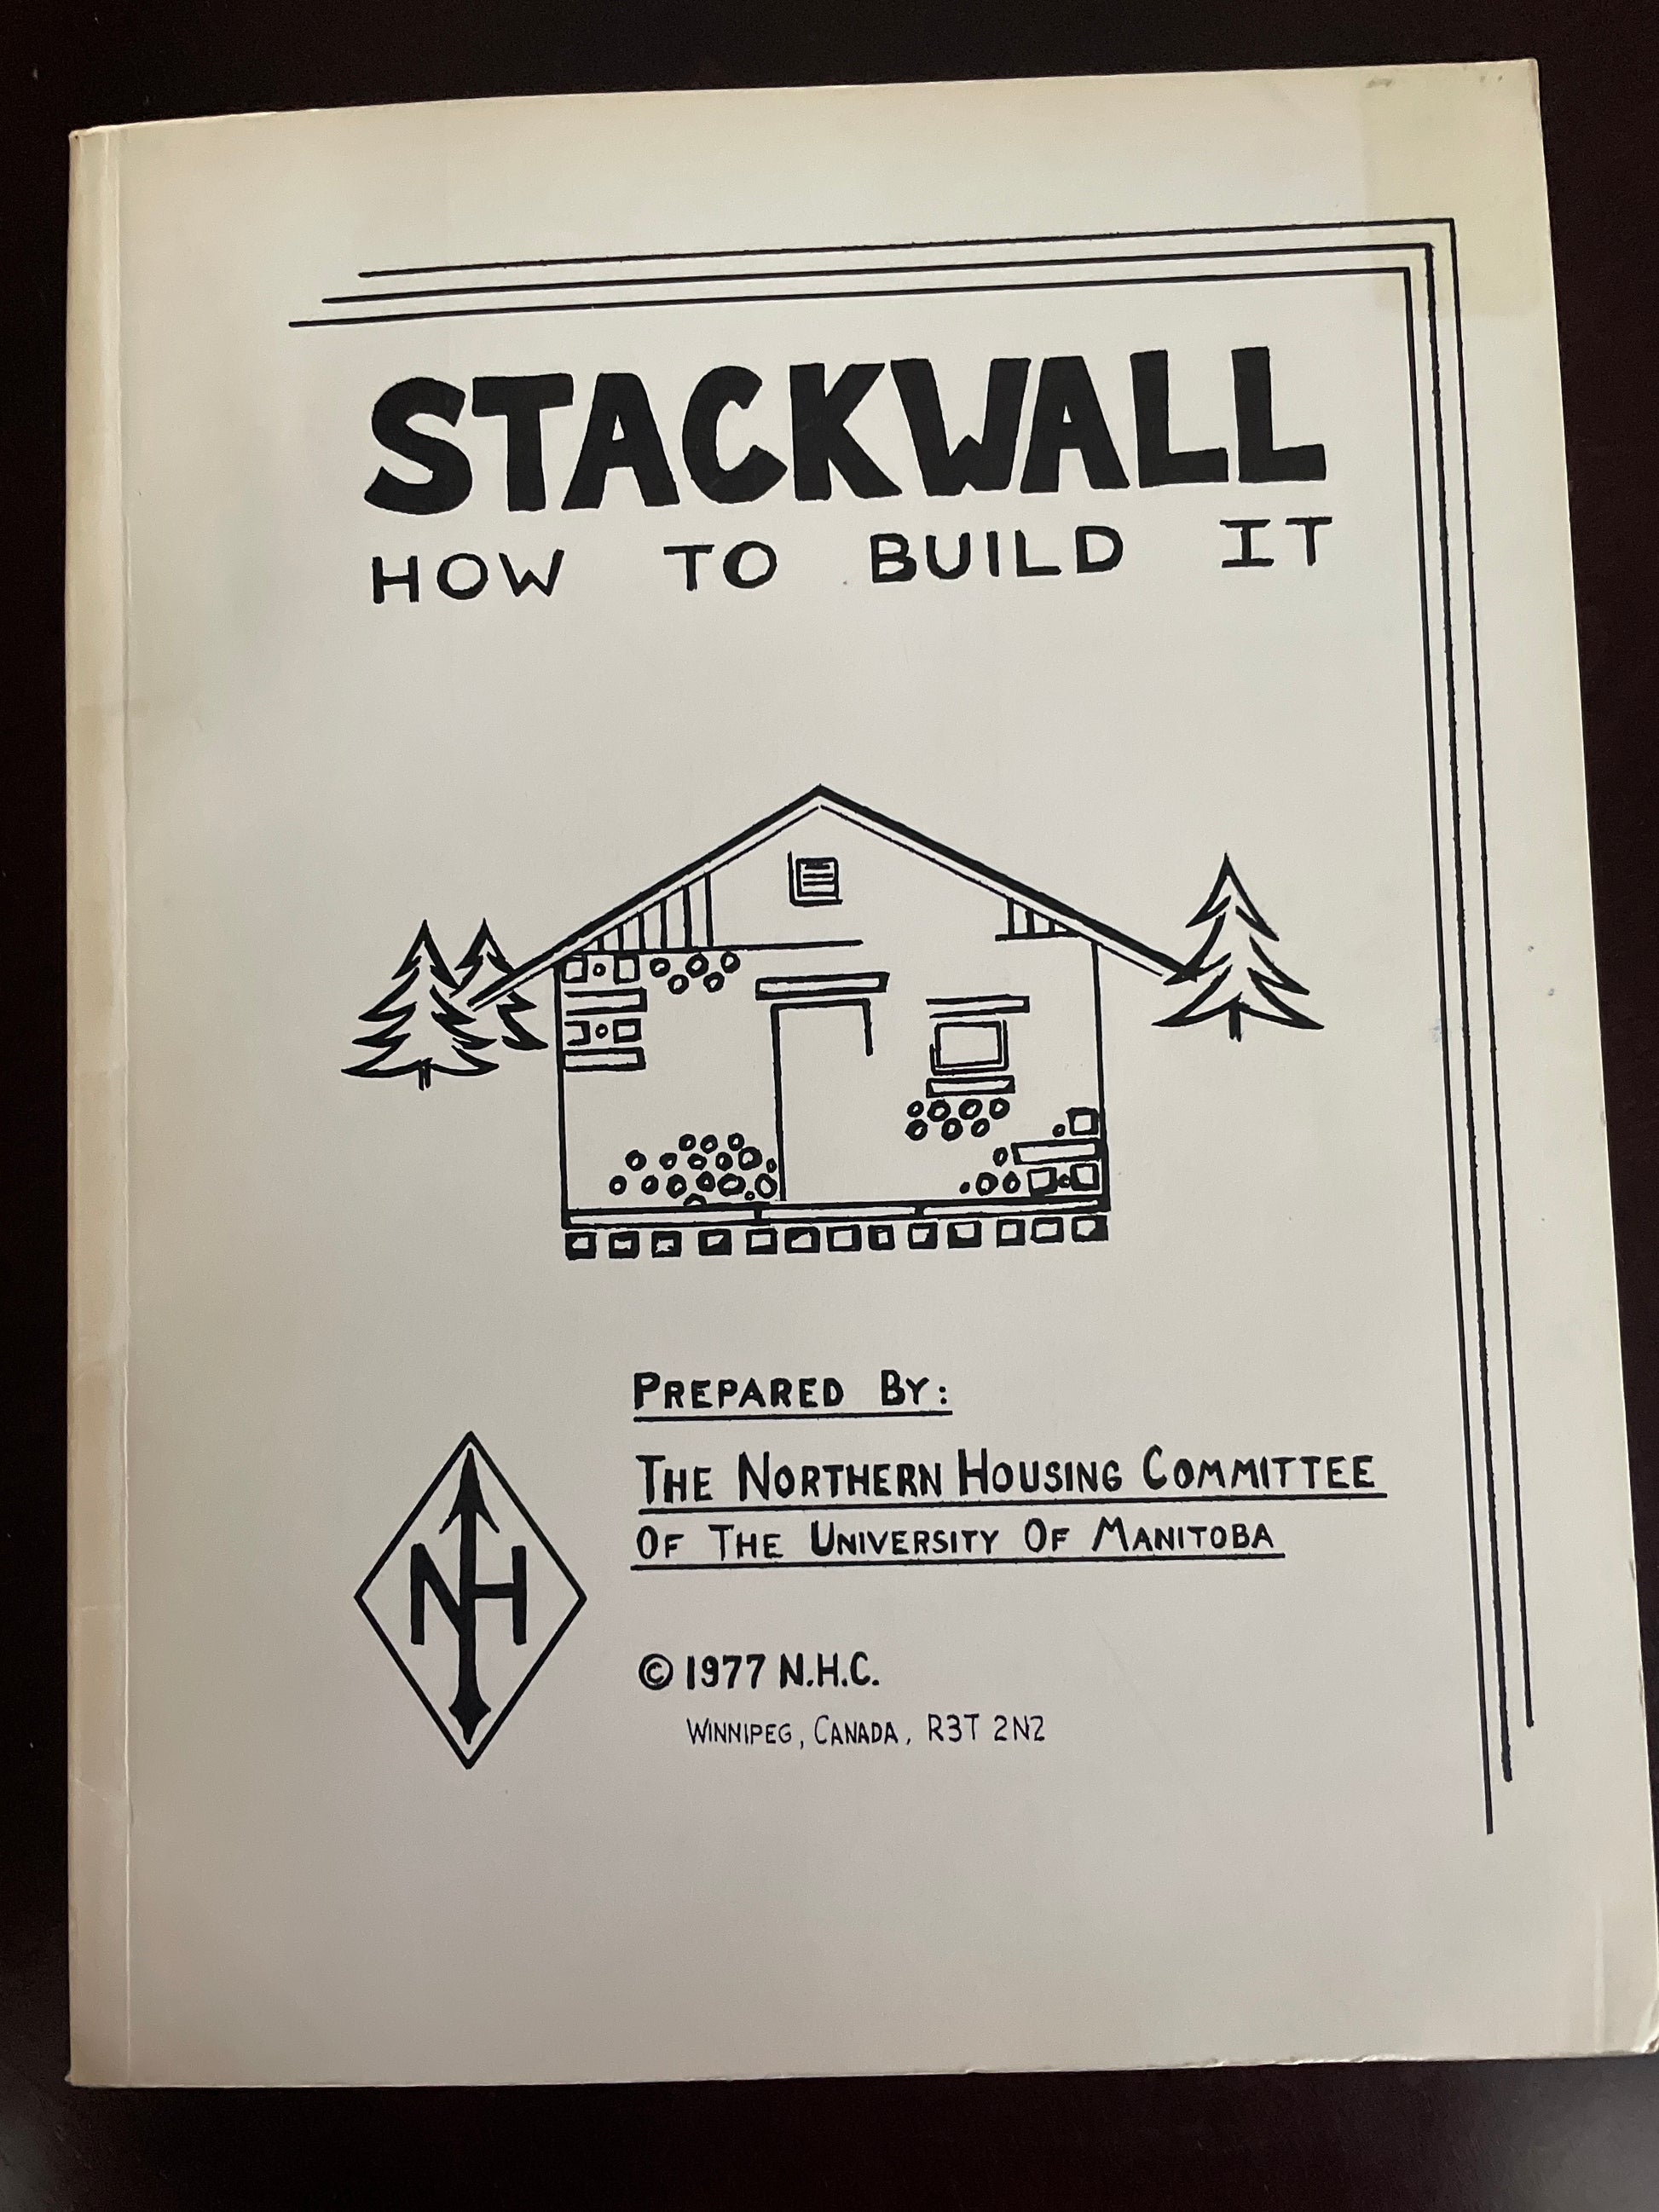 STACKWALL
HOW TO BUILD IT
PREPARED BY:
THE NORTHERN HOUSING COMMITTEE
OF THE UNIVERSITY OF MANITOBA
NH
© 1977 N.H.C.
WINNIPEG, CANADA, R3T 2N2